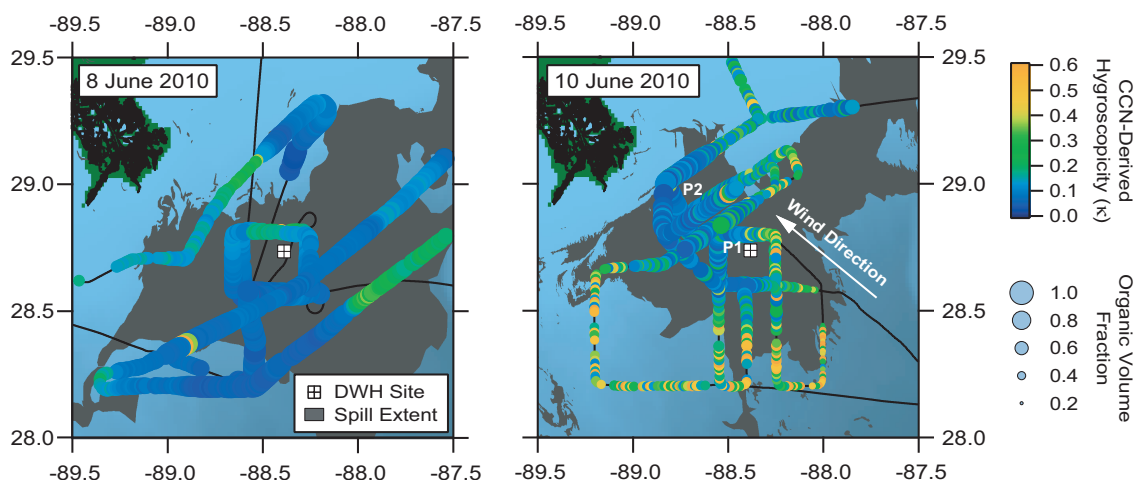 -89.0 -88.5 -88.0 -87.5
-89.0 -88.5 -88.0 -87.5
29.5
29.0
28.5
28.0
8 June 2010
DWH Site
Spill Extent
-89.5 -89.0 -88.5 -88.0 -87.5
10 June 2010
P2
P1
Wind Direction
29.5
29.0
28.5
28.0
-89.5 -89.0 -88.5 -88.0 -87.5
0.6
0.5
0.4
0.3
0.2
0.1
0.0
CCN-Derived
Hygroscopicity (κ)
1.0
0.8
0.6
0.4
0.2
Organic Volume
Fraction